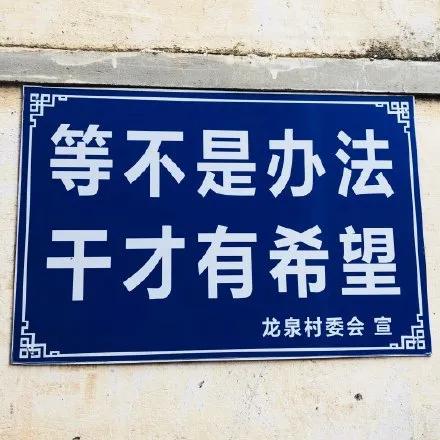 等不是办法
干才有希望
龙泉村委会 宣